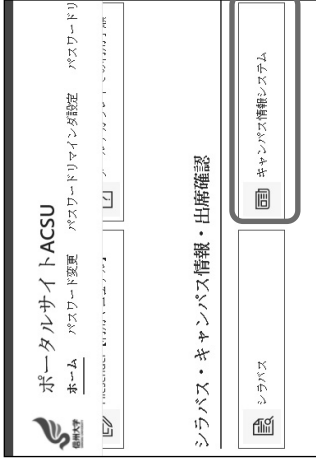 信州大学
ポータルサイトACSU
ホーム パスワード変更 パスワードリマインダ設定 パスワードリ
シラバス・キャンパス情報・出席確認
シラバス
キャンパス情報システム